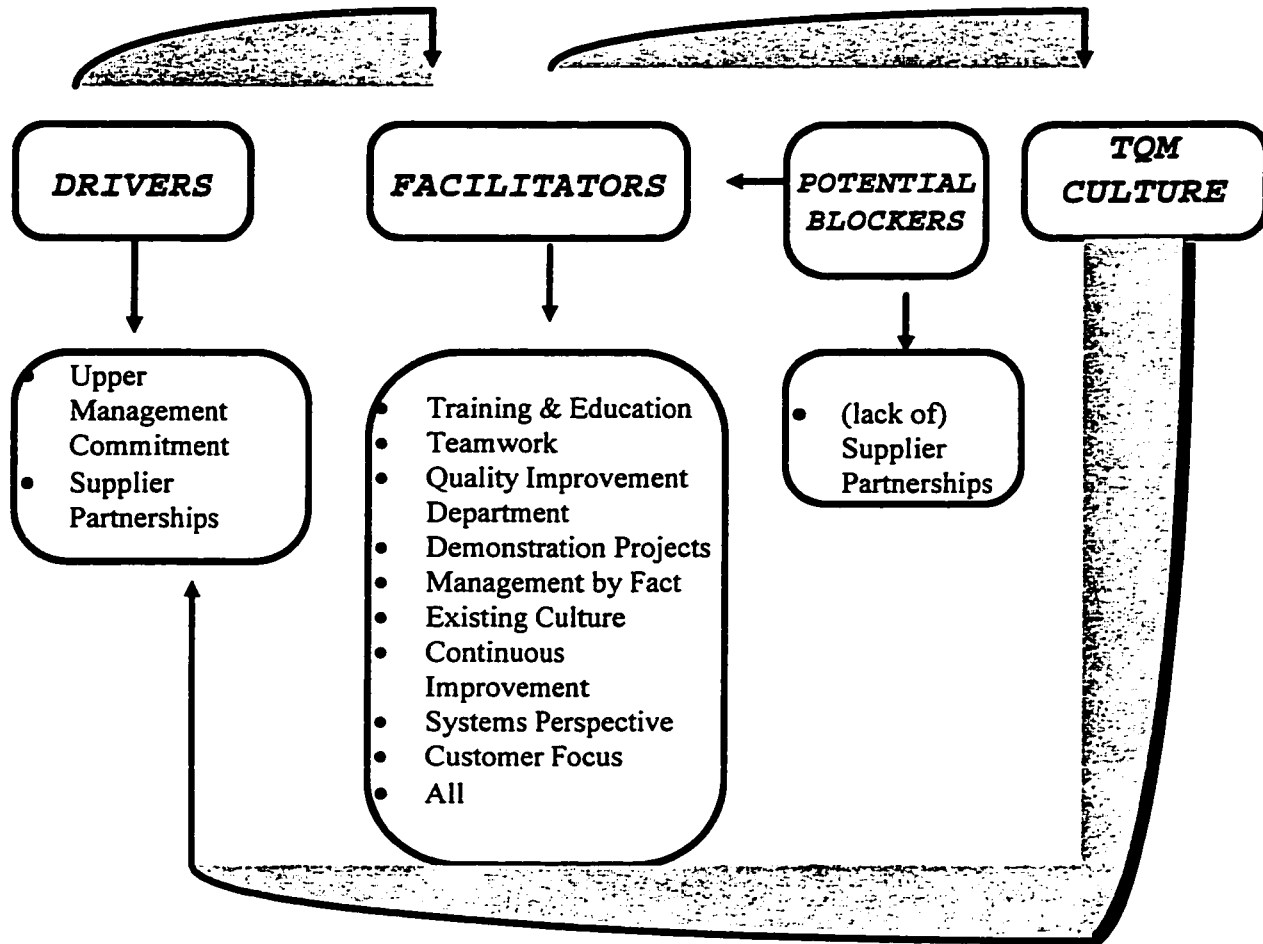 DRIVERS
FACILITATORS
POTENTIAL
BLOCKERS
TQM
CULTURE
• Upper
Management
Commitment
• Supplier
Partnerships
• Training & Education
• Teamwork
• Quality Improvement
Department
• Demonstration Projects
• Management by Fact
• Existing Culture
• Continuous
Improvement
• Systems Perspective
• Customer Focus
• All
• (lack of)
Supplier
Partnerships